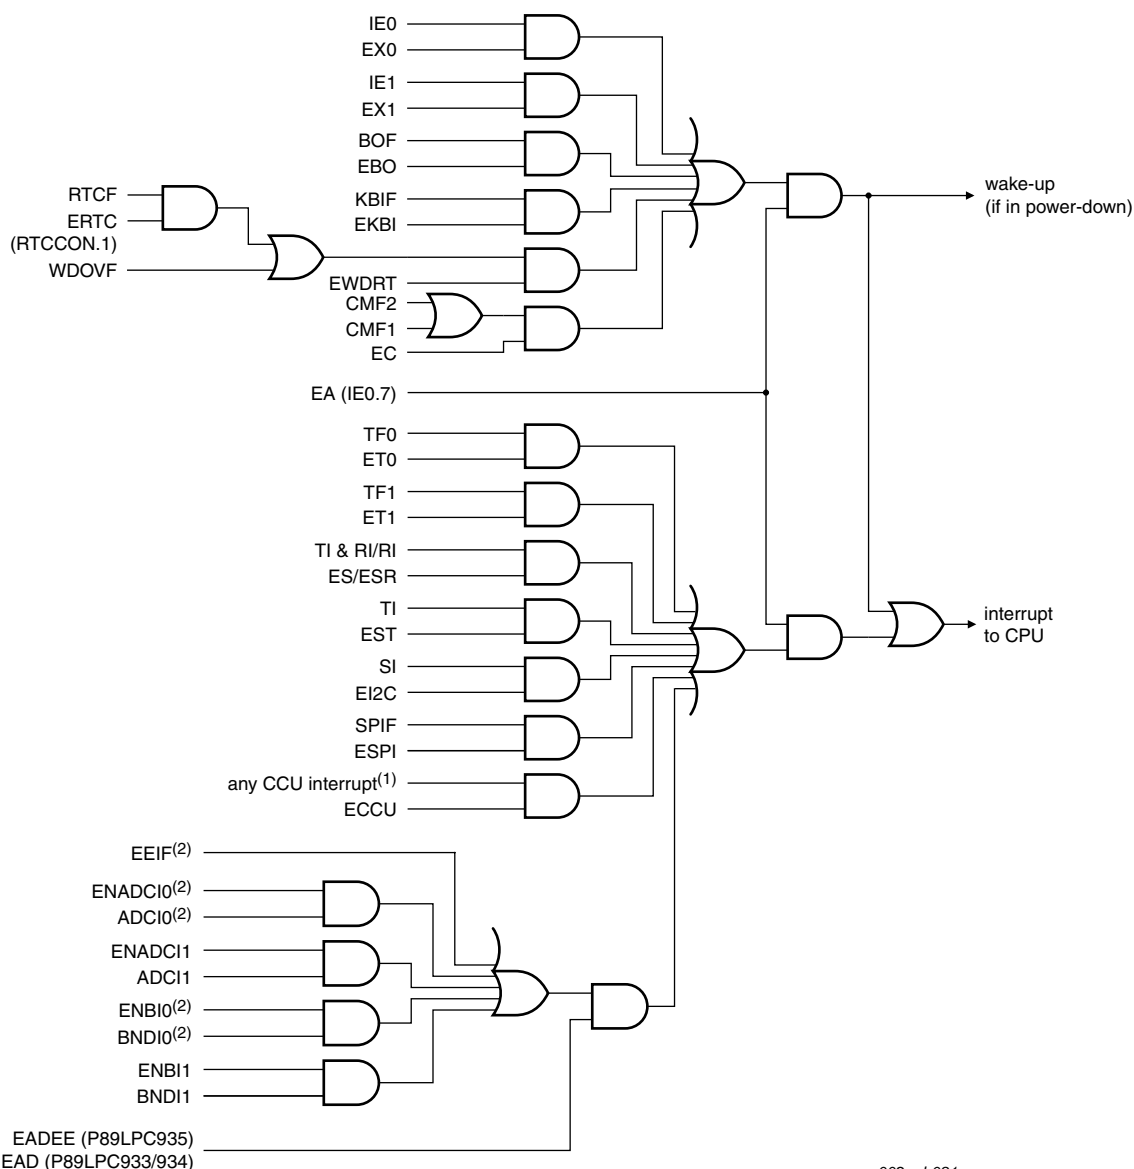 IE0
EX0
IE1
EX1
BOF
EBO
RTCF
ERTC
(RTCCON.1)
WDOVF
KBIF
EKBI
EWDRT
CMF2
CMF1
EC
wake-up
(if in power-down)
EA (IE0.7)
TF0
ET0
TF1
ET1
TI & RI/RI
ES/ESR
TI
EST
SI
EI2C
SPIF
ESPI
any CCU interrupt(1)
ECCU
interrupt
to CPU
EEIF(2)
ENADCI0(2)
ADCI0(2)
ENADCI1
ADCI1
ENBI0(2)
BNDI0(2)
ENBI1
BNDI1
EADEE (P89LPC935)
EAD (P89LPC933/934)